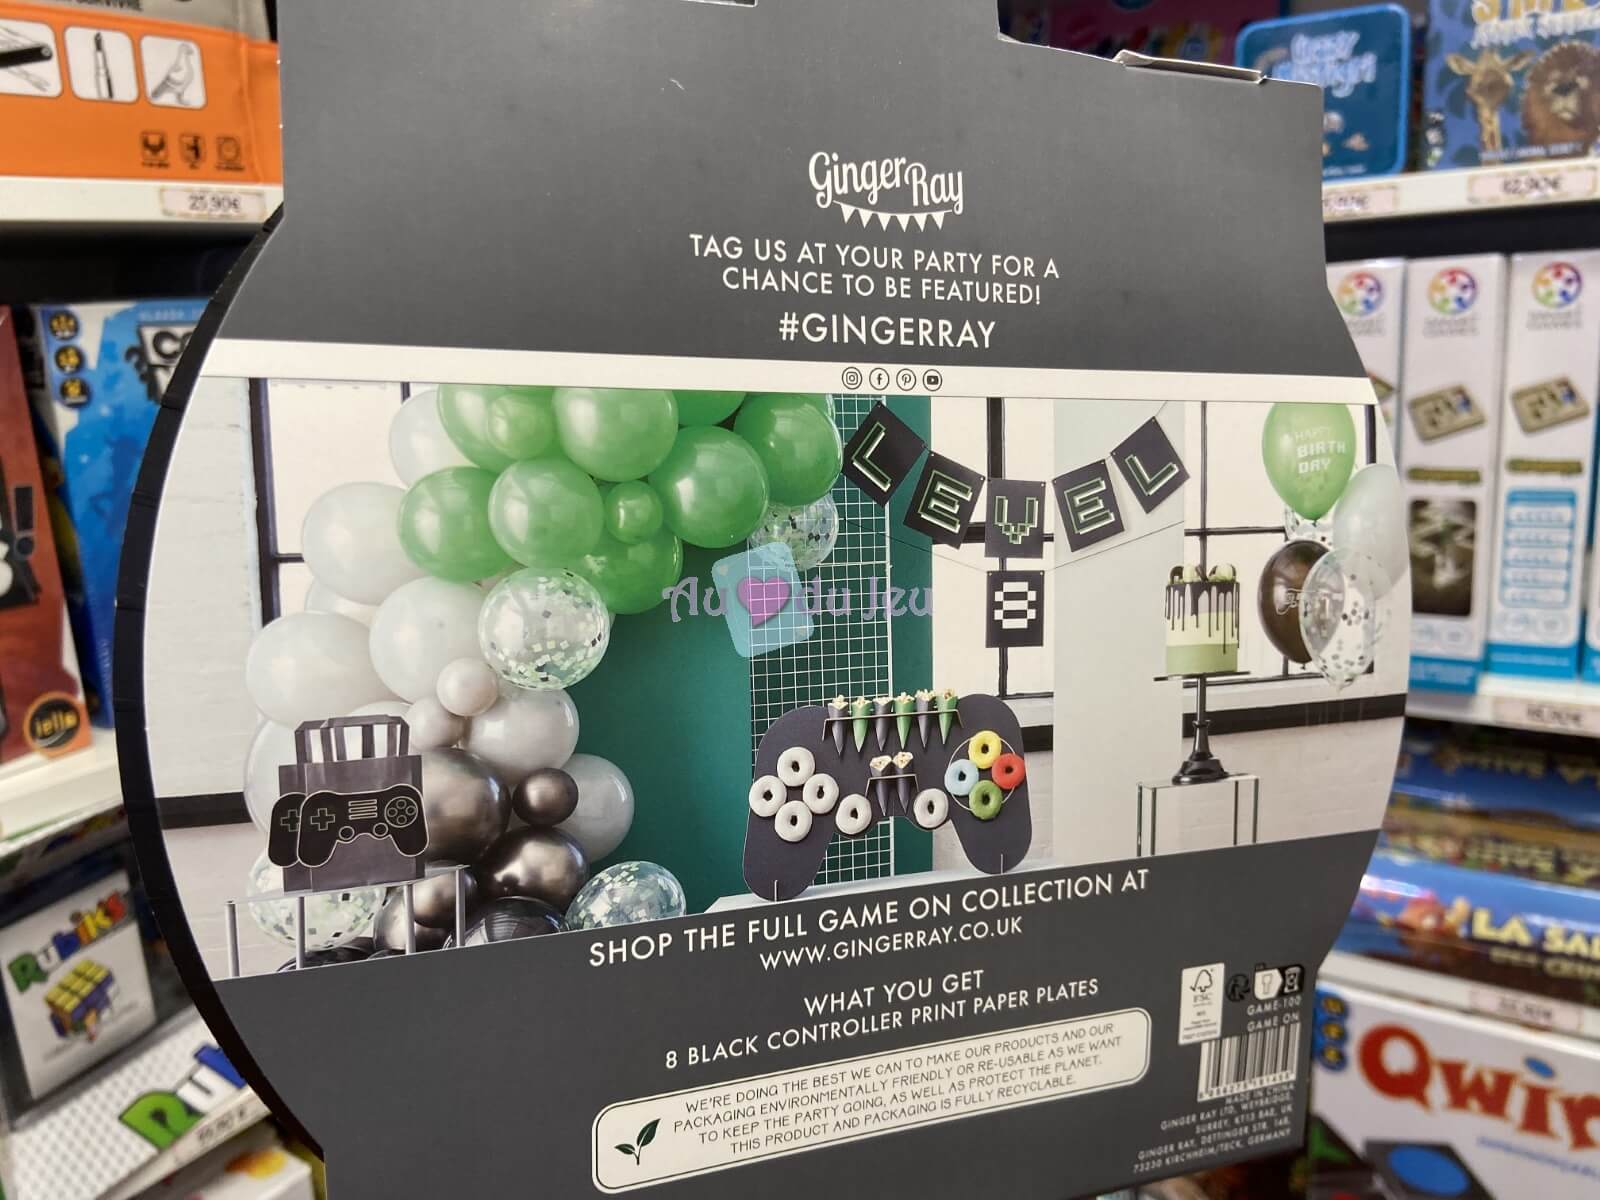 Ginger Ray
TAG US AT YOUR PARTY FOR A
CHANCE TO BE FEATURED!
#GINGERRAY
LEVEL
8
HAPPY
BIRTH
DAY
Au du Jeu
SHOP THE FULL GAME ON COLLECTION AT
WWW.GINGERRAY.CO.UK
WHAT YOU GET
8 BLACK CONTROLLER PRINT PAPER PLATES
WE'RE DOING THE BEST WE CAN TO MAKE OUR PRODUCTS AND OUR
PACKAGING ENVIRONMENTALLY FRIENDLY OR RE-USABLE AS WE WANT
TO KEEP THE PARTY GOING, AS WELL AS PROTECT THE PLANET.
THIS PRODUCT AND PACKAGING IS FULLY RECYCLABLE.
FSC
GAME-100
GAME ON
MADE IN CHINA
GINGER RAY LTD, WEYBRIDGE,
SURREY, KT13 8AE, UK
GINGER RAY, DETTINGER STR. 148,
73230 KIRCHHEIM/TECK, GERMANY
25,90€
iello
Rubik's
LA SA
Qwir